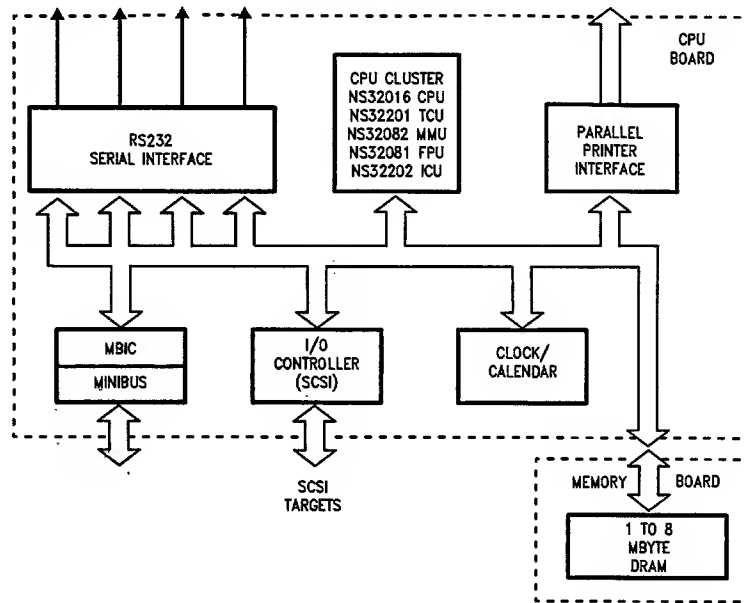 CPU
BOARD
RS232
SERIAL INTERFACE
CPU CLUSTER
NS32016 CPU
NS32201 TCU
NS32082 MMU
NS32081 FPU
NS32202 ICU
PARALLEL
PRINTER
INTERFACE
MBIC
MINIBUS
I/O
CONTROLLER
(SCSI)
CLOCK/
CALENDAR
SCSI
TARGETS
MEMORY BOARD
1 TO 8
MBYTE
DRAM